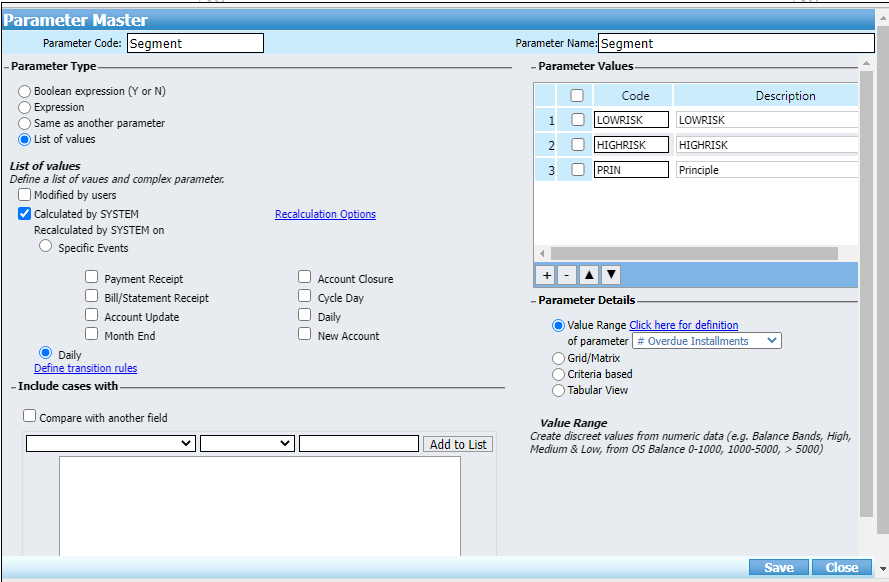 Parameter Master
Parameter Code: Segment
Parameter Name: Segment
Parameter Type
Boolean expression (Y or N)
Expression
Same as another parameter
List of values
List of values
Define a list of vaues and complex parameter.
Modified by users
Calculated by SYSTEM
Recalculation Options
Recalculated by SYSTEM on
Specific Events
Payment Receipt
Account Closure
Bill/Statement Receipt
Cycle Day
Account Update
Daily
Month End
New Account
Daily
Define transition rules
Include cases with
Compare with another field
Add to List
Parameter Values
Code Description
1 LOWRISK LOWRISK
2 HIGHRISK HIGHRISK
3 PRIN Principle
+ - ▲ ▼
Parameter Details
Value Range Click here for definition
of parameter # Overdue Installments
Grid/Matrix
Criteria based
Tabular View
Value Range
Create discreet values from numeric data (e.g. Balance Bands, High,
Medium & Low, from OS Balance 0-1000, 1000-5000, > 5000)
Save Close